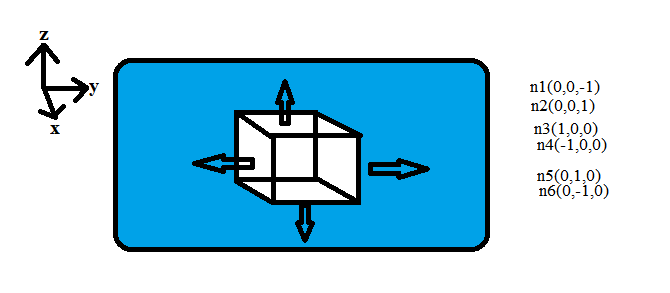 z
y
x
n1(0,0,-1)
n2(0,0,1)
n3(1,0,0)
n4(-1,0,0)
n5(0,1,0)
n6(0,-1,0)